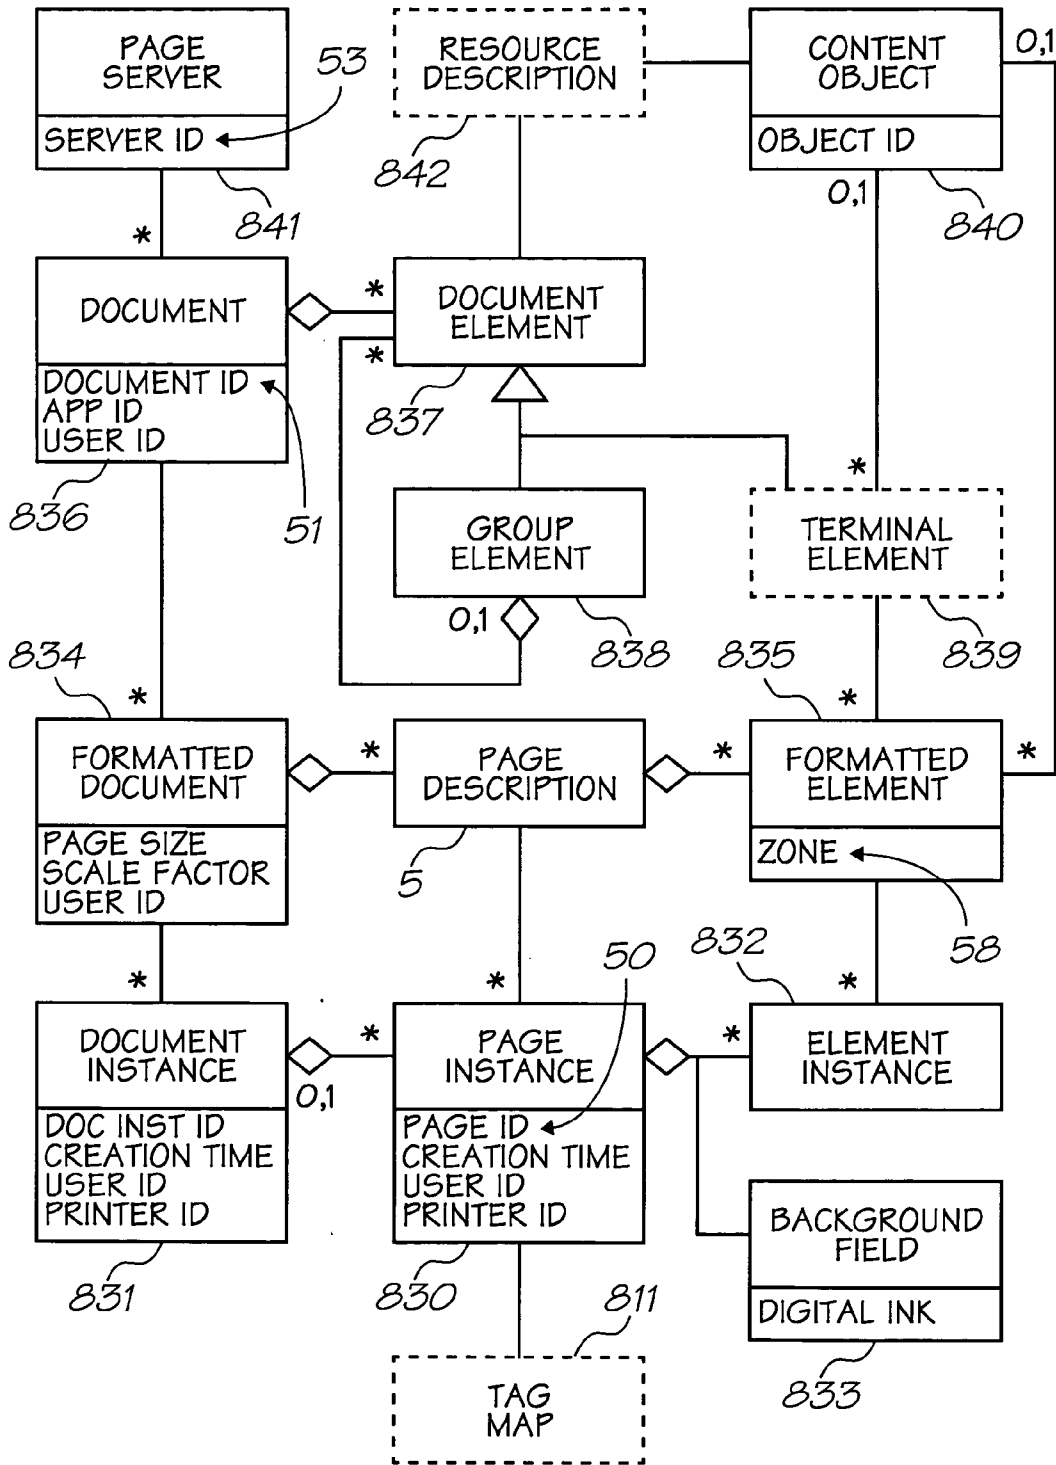 PAGE
SERVER
SERVER ID
53
841
*
RESOURCE
DESCRIPTION
842
CONTENT
OBJECT
OBJECT ID
0,1
0,1
840
DOCUMENT
DOCUMENT ID
APP ID
USER ID
836
51
*
*
DOCUMENT
ELEMENT
837
GROUP
ELEMENT
0,1
838
*
TERMINAL
ELEMENT
839
834
*
FORMATTED
DOCUMENT
PAGE SIZE
SCALE FACTOR
USER ID
*
PAGE
DESCRIPTION
5
835
*
*
*
FORMATTED
ELEMENT
ZONE
58
*
DOCUMENT
INSTANCE
0,1
DOC INST ID
CREATION TIME
USER ID
PRINTER ID
831
*
*
50
PAGE
INSTANCE
PAGE ID
CREATION TIME
USER ID
PRINTER ID
830
832
*
*
ELEMENT
INSTANCE
BACKGROUND
FIELD
DIGITAL INK
833
811
TAG
MAP